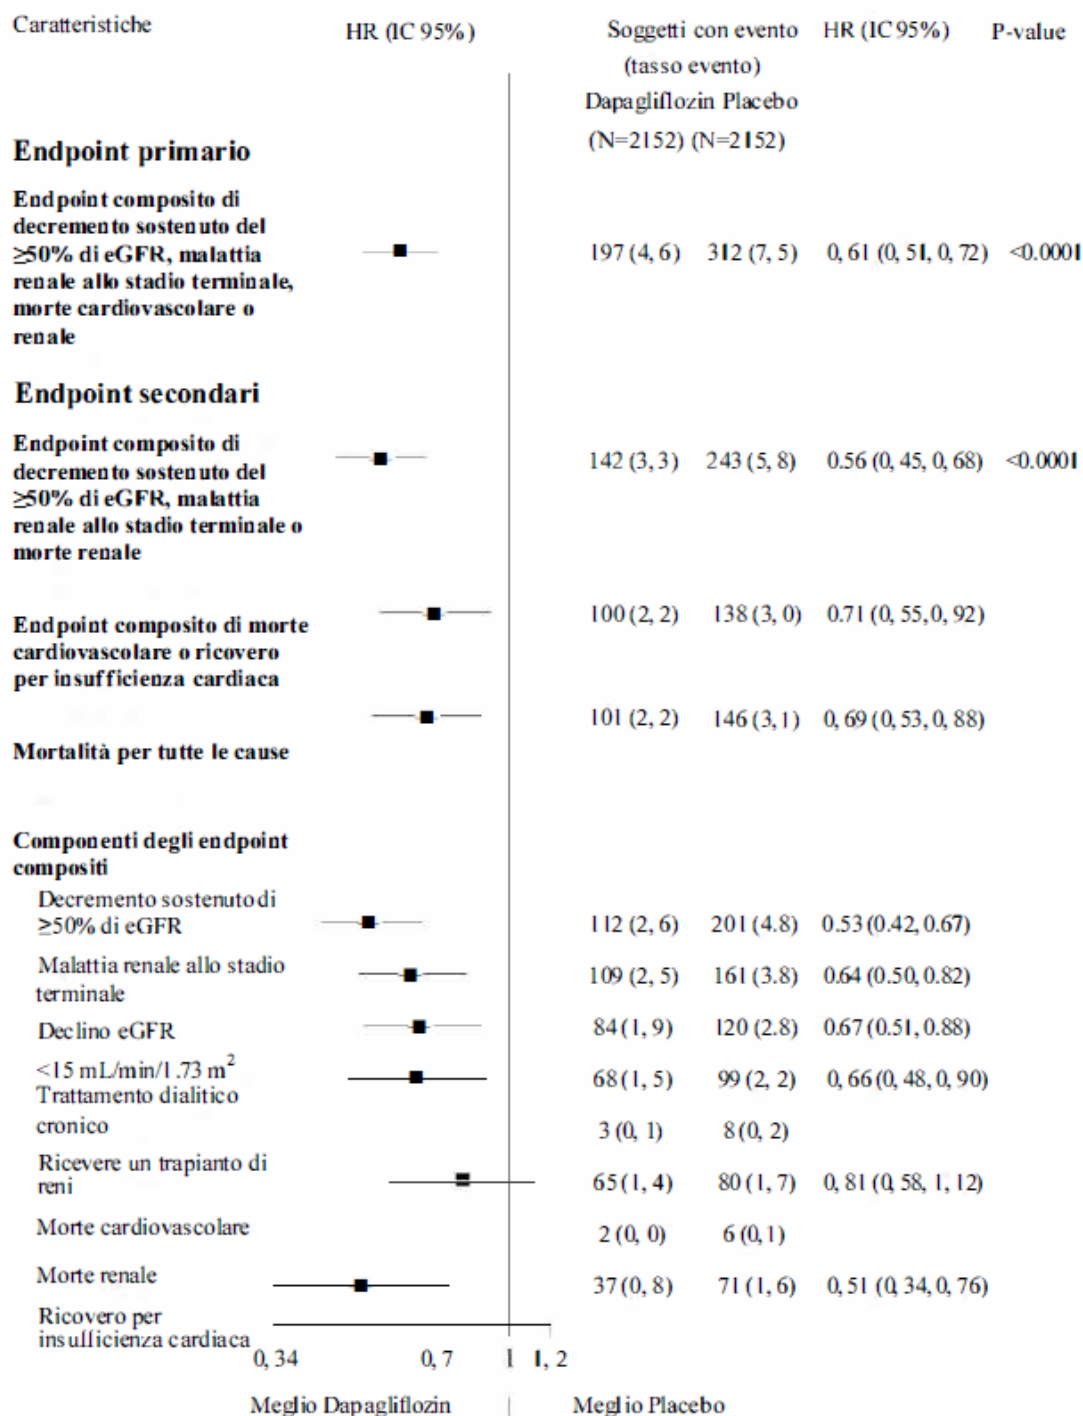 Caratteristiche HR (IC 95%) Soggetti con evento HR (IC 95%) P-value
(tasso evento)
Dapagliflozin Placebo
(N=2152) (N=2152)
Endpoint primario
Endpoint composito di
decremento sostenuto del
≥50% di eGFR, malattia 197 (4, 6) 312 (7, 5) 0, 61 (0, 51, 0, 72) <0.0001
renale allo stadio terminale,
morte cardiovascolare o
renale
Endpoint secondari
Endpoint composito di
decremento sostenuto del 142 (3, 3) 243 (5, 8) 0.56 (0, 45, 0, 68) <0.0001
≥50% di eGFR, malattia
renale allo stadio terminale o
morte renale
100 (2, 2) 138 (3, 0) 0.71 (0, 55, 0, 92)
Endpoint composito di morte
cardiovascolare o ricovero
per insufficienza cardiaca
101 (2, 2) 146 (3, 1) 0, 69 (0, 53, 0, 88)
Mortalità per tutte le cause
Componenti degli endpoint
compositi
Decremento sostenuto di
≥50% di eGFR 112 (2, 6) 201 (4.8) 0.53 (0.42, 0.67)
Malattia renale allo stadio
terminale 109 (2, 5) 161 (3.8) 0.64 (0.50, 0.82)
Declino eGFR 84 (1, 9) 120 (2.8) 0.67 (0.51, 0.88)
<15 mL/min/1.73 m² 68 (1, 5) 99 (2, 2) 0, 66 (0, 48, 0, 90)
Trattamento dialitico
cronico 3 (0, 1) 8 (0, 2)
Ricevere un trapianto di
reni 65 (1, 4) 80 (1, 7) 0, 81 (0, 58, 1, 12)
Morte cardiovascolare 2 (0, 0) 6 (0, 1)
Morte renale 37 (0, 8) 71 (1, 6) 0, 51 (0, 34, 0, 76)
Ricovero per
insufficienza cardiaca
0, 34 0, 7 1 1, 2
Meglio Dapagliflozin Meglio Placebo